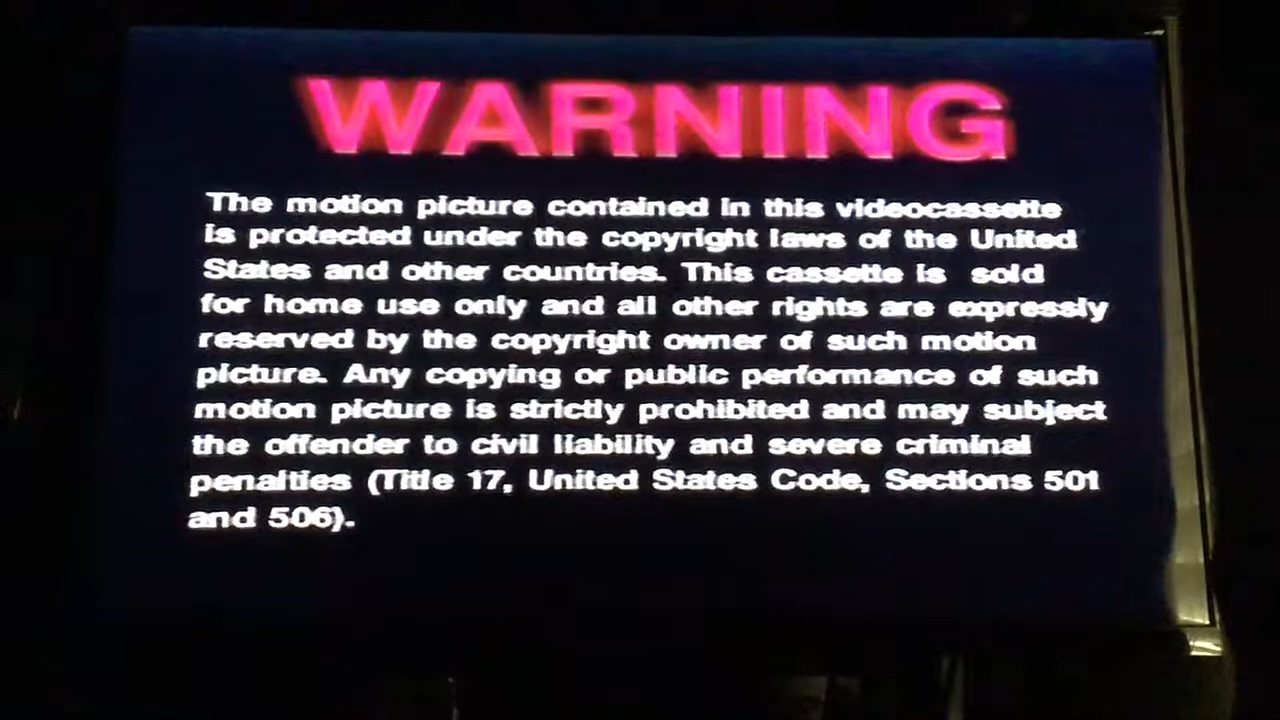 WARNING
The motion picture contained in this videocassette
is protected under the copyright laws of the United
States and other countries. This cassette is sold
for home use only and all other rights are expressly
reserved by the copyright owner of such motion
picture. Any copying or public performance of such
motion picture is strictly prohibited and may subject
the offender to civil liability and severe criminal
penalties (Title 17, United States Code, Sections 501
and 506).